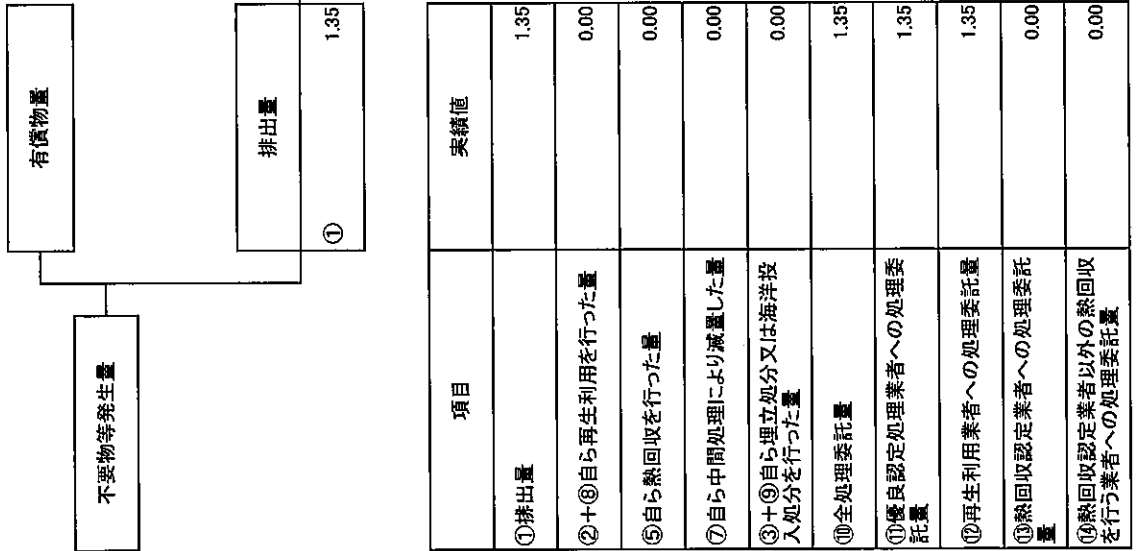 有償物量
不要物等発生量
排出量
① 1.35
項目 実績値
①排出量 1.35
②+⑧自ら再生利用を行った量 0.00
⑤自ら熱回収を行った量 0.00
⑦自ら中間処理により減量した量 0.00
③+⑨自ら埋立処分又は海洋投
入処分を行った量 0.00
⑩全処理委託量 1.35
⑪優良認定処理業者への処理委
託量 1.35
⑫再生利用業者への処理委託量 1.35
⑬熱回収認定業者への処理委託
量 0.00
⑭熱回収認定業者以外の熱回収
を行う業者への処理委託量 0.00